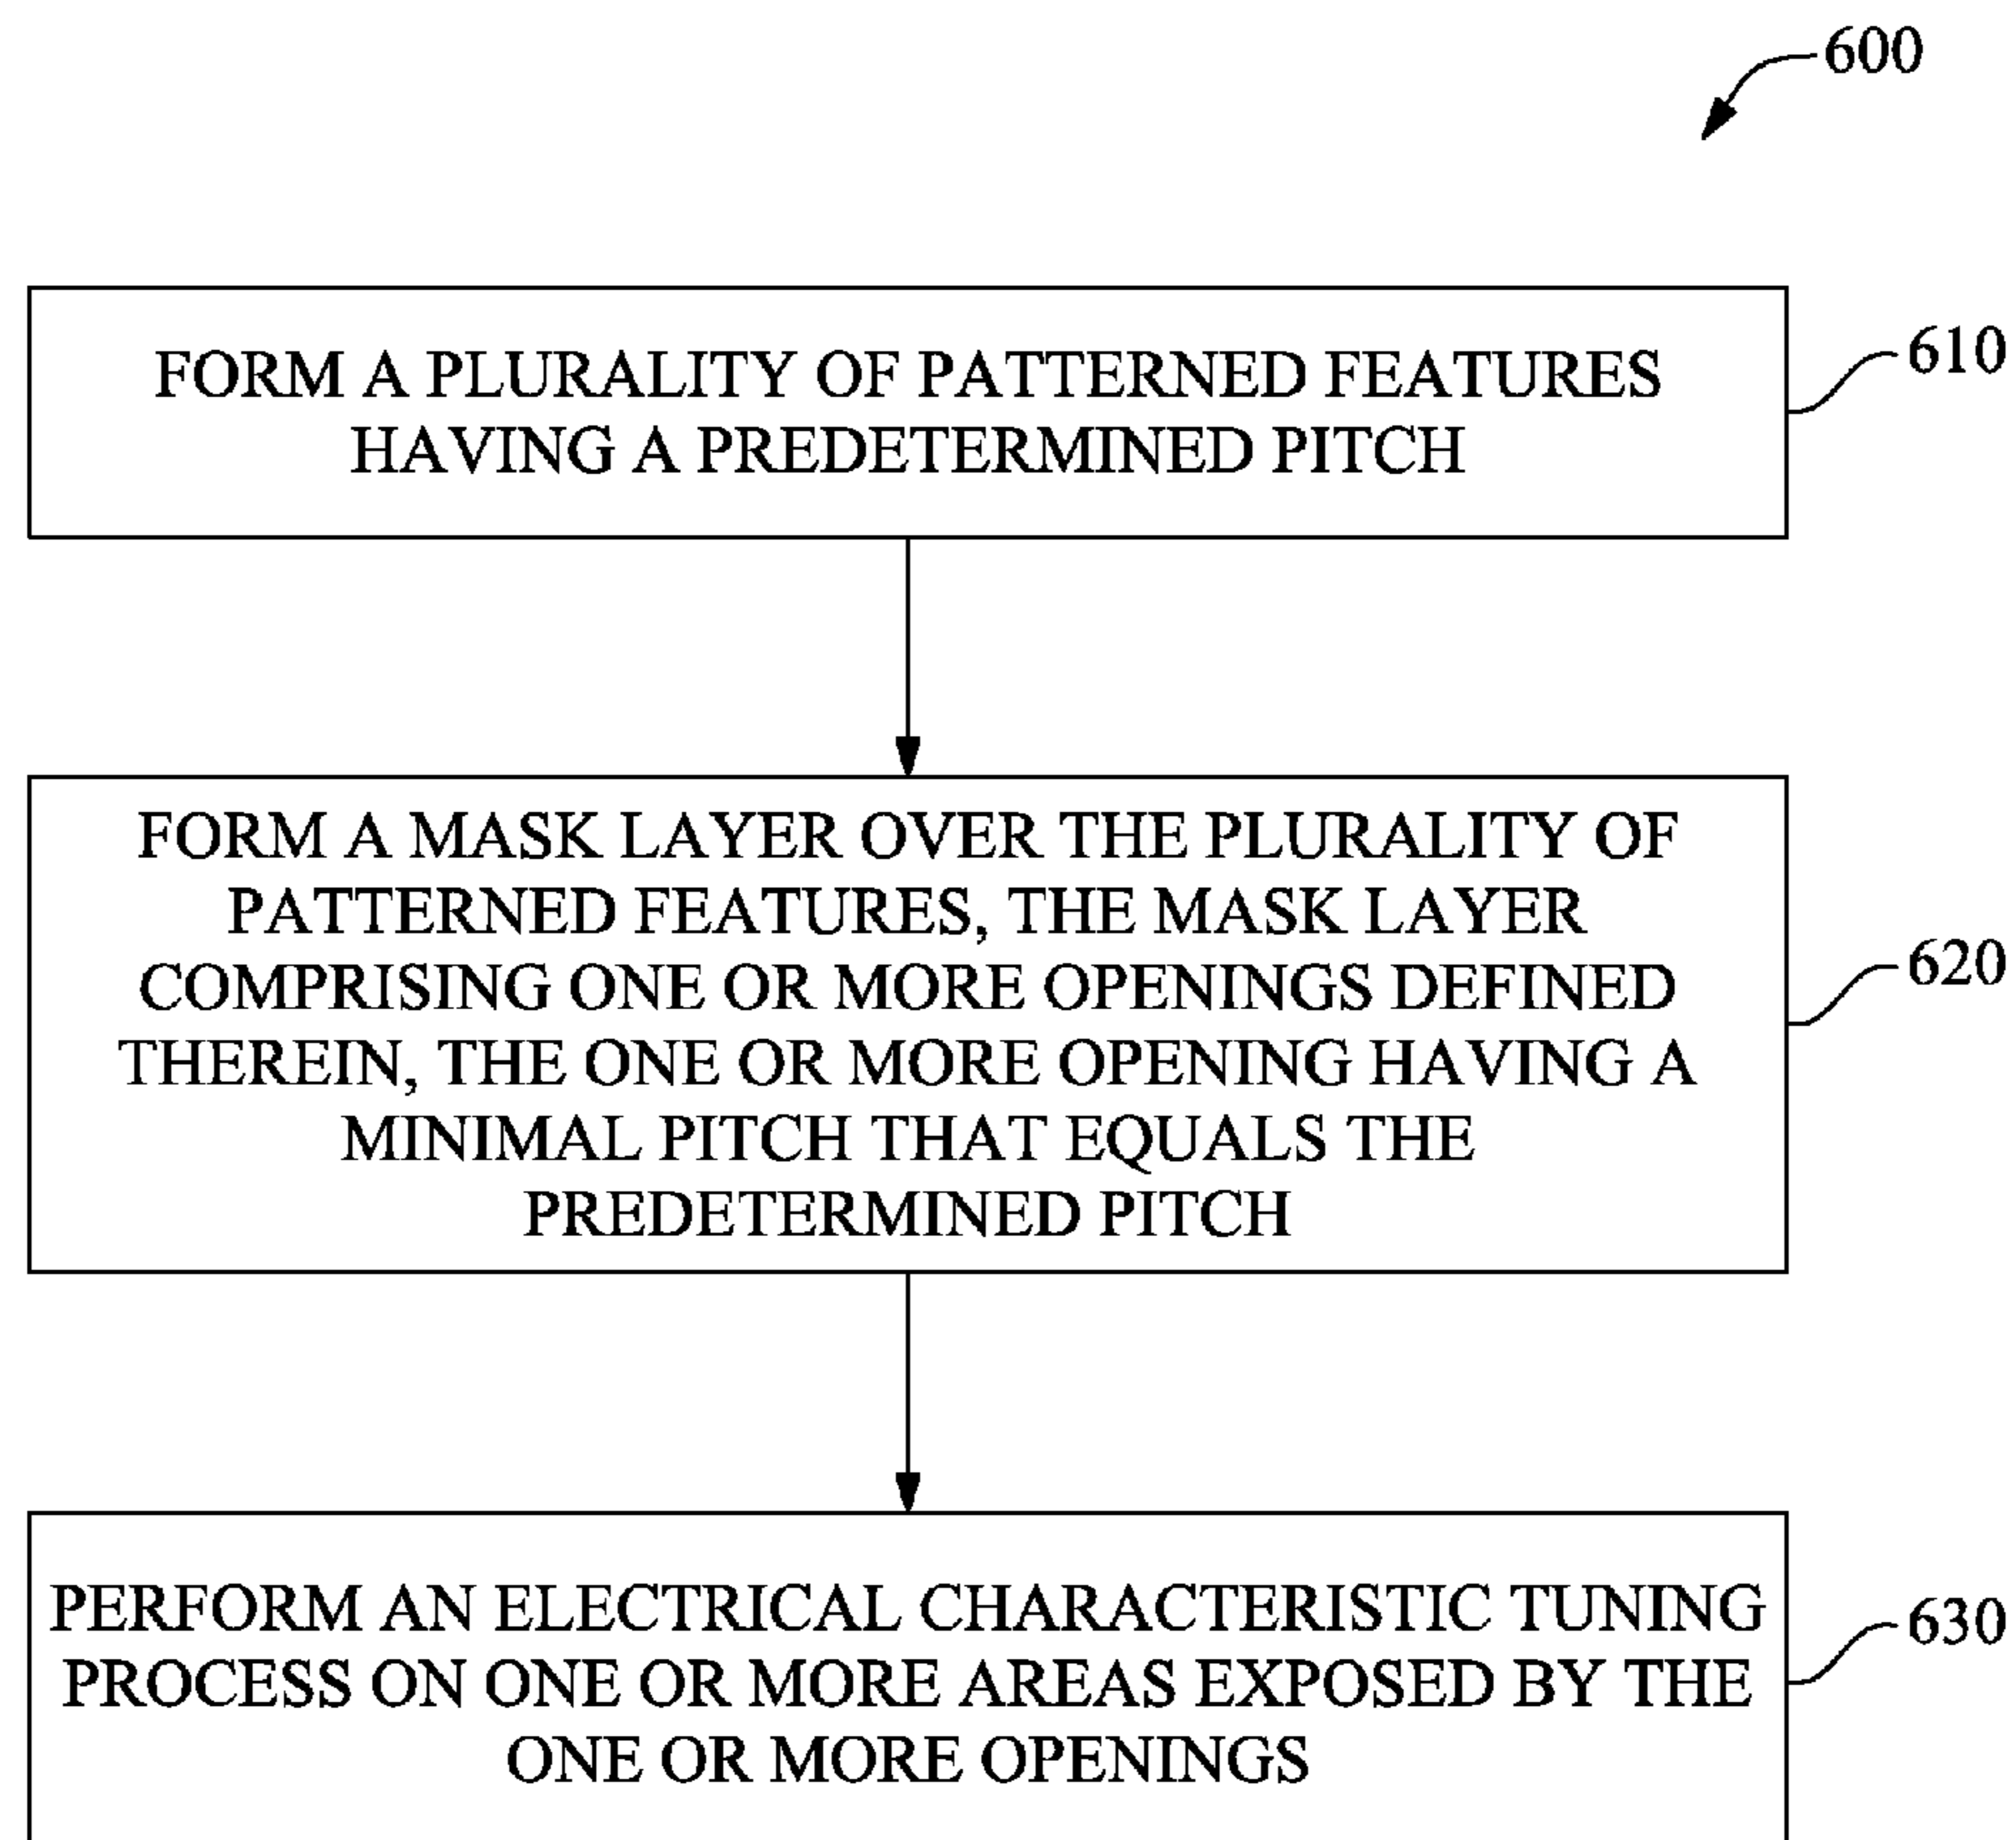 600
FORM A PLURALITY OF PATTERNED FEATURES
HAVING A PREDETERMINED PITCH
610
FORM A MASK LAYER OVER THE PLURALITY OF
PATTERNED FEATURES, THE MASK LAYER
COMPRISING ONE OR MORE OPENINGS DEFINED
THEREIN, THE ONE OR MORE OPENING HAVING A
MINIMAL PITCH THAT EQUALS THE
PREDETERMINED PITCH
620
PERFORM AN ELECTRICAL CHARACTERISTIC TUNING
PROCESS ON ONE OR MORE AREAS EXPOSED BY THE
ONE OR MORE OPENINGS
630